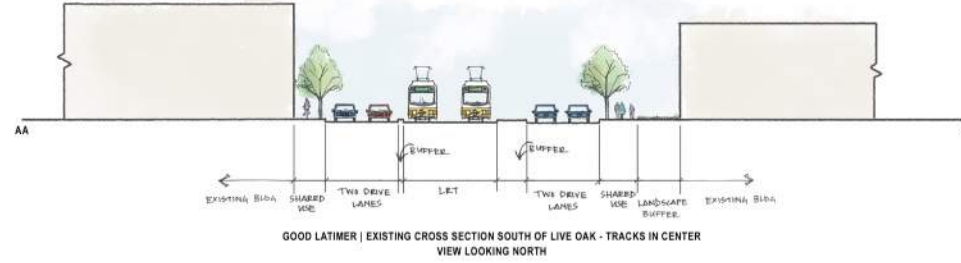 AA
BUFFER
BUFFER
EXISTING BLDG
SHARED
USE
TWO DRIVE
LANES
LRT
TWO DRIVE
LANES
SHARED
USE
LANDSCAPE
BUFFER
EXISTING BLDG
GOOD LATIMER | EXISTING CROSS SECTION SOUTH OF LIVE OAK - TRACKS IN CENTER
VIEW LOOKING NORTH